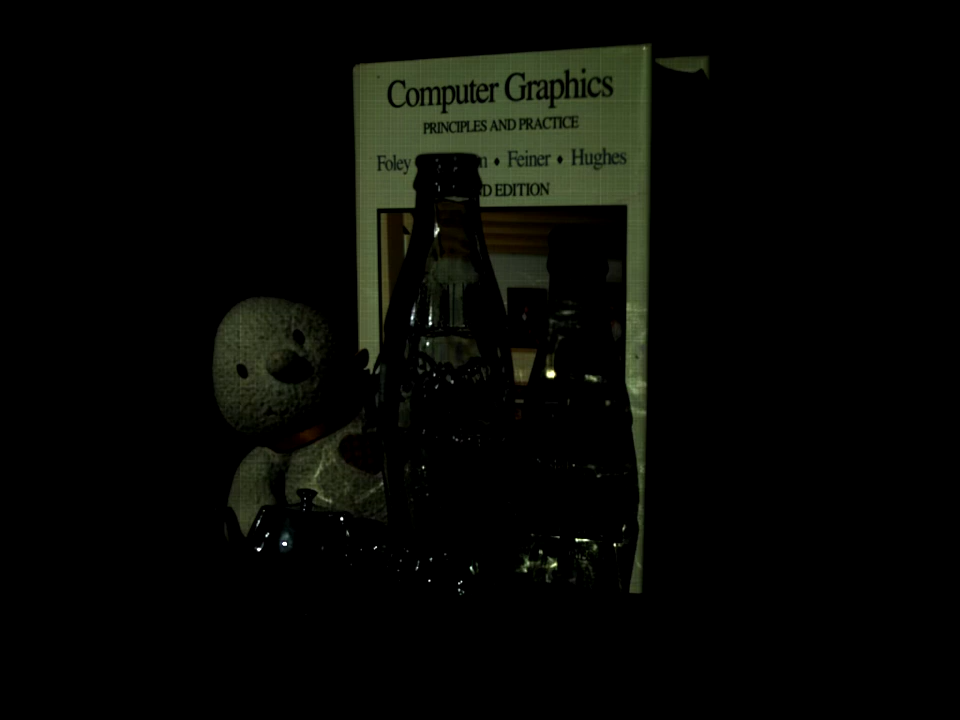 Computer Graphics
PRINCIPLES AND PRACTICE
Foley ♦ Feiner ♦ Hughes
EDITION